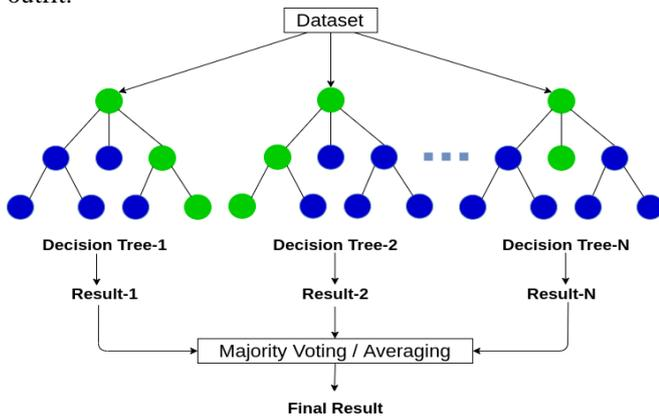 outfit.
Dataset
Decision Tree-1
Decision Tree-2
Decision Tree-N
Result-1
Result-2
Result-N
Majority Voting / Averaging
Final Result